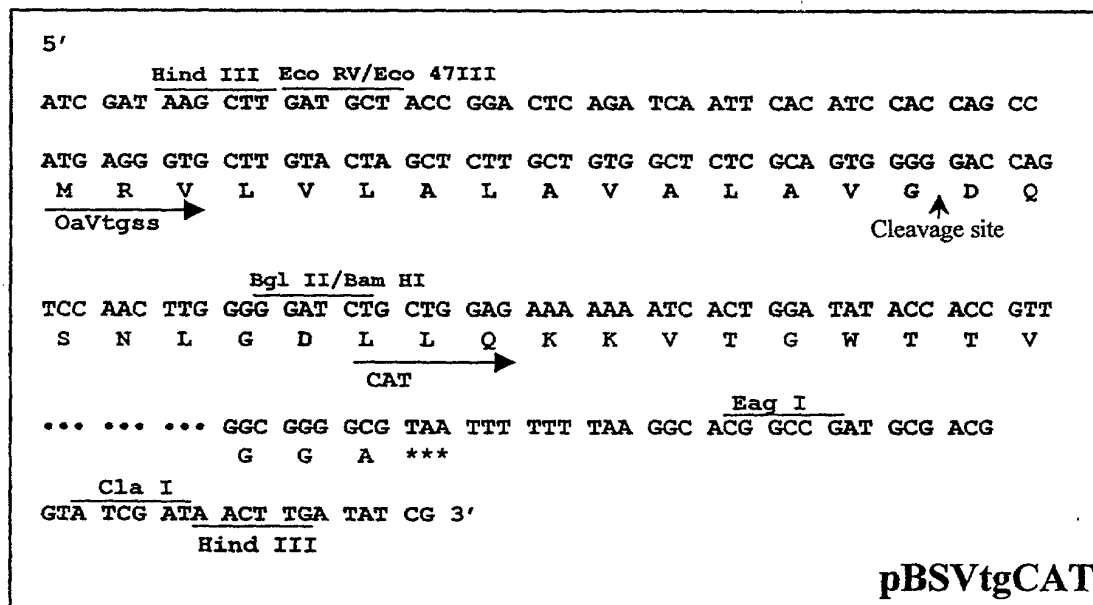 5′
Hind III Eco RV/Eco 47III
ATC GAT AAG CTT GAT GCT ACC GGA CTC AGA TCA ATT CAC ATC CAC CAG CC
ATG AGG GTG CTT GTA CTA GCT CTT GCT GTG GCT CTC GCA GTG GGG GAC CAG
M R V L V L A L A V A L A V G D Q
OaVtgss
Cleavage site
Bgl II/Bam HI
TCC AAC TTG GGG GATC CTGC CTG GAG AAA AAA ATC ACT GGA TAT ACC ACC GTT
S N L G D L L Q K K V T G W T T V
CAT
Eag I
••• ••• ••• GGC GGG GCG TAA TTT TTT TAA GGC ACG GCC GAT GCG ACG
G G A ***
Cla I
GTA TCG ATA ACT TGA TAT CG 3′
Hind III
pBSVtgCAT